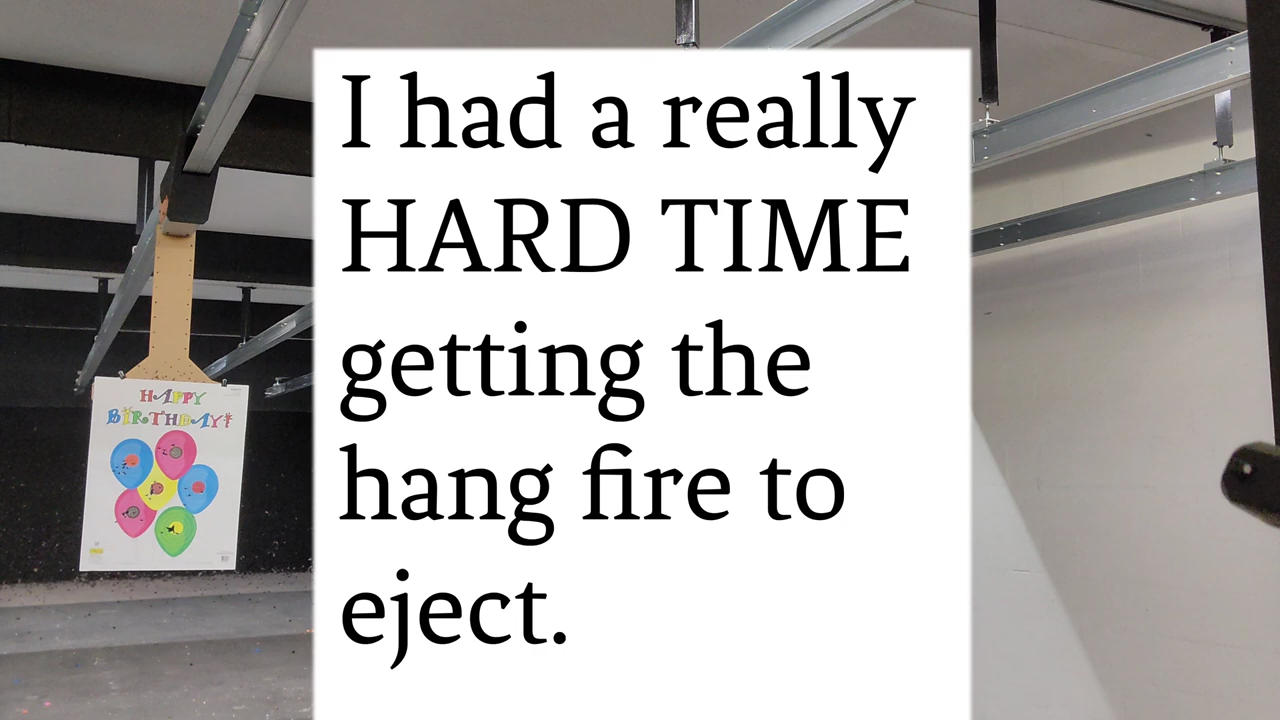 I had a really
HARD TIME
getting the
hang fire to
eject.
HAPPY
BIRTHDAY!